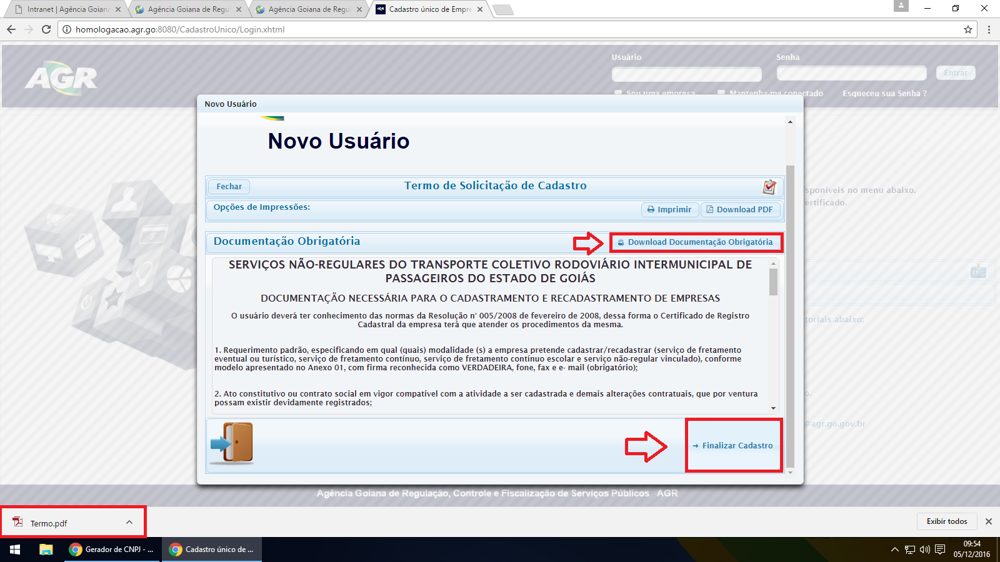 Intranet | Agência Goiana
Agência Goiana de Regul
Agência Goiana de Regul
Cadastro único de Empre
homologacao.agr.go:8080/CadastroUnico/Login.xhtml
AGR
Usuário
Senha
Entrar
Sou uma empresa
Mantenha-me conectado
Esqueceu sua Senha ?
Novo Usuário
Novo Usuário
Fechar
Termo de Solicitação de Cadastro
sponíveis no menu abaixo.
ertificado.
Opções de Impressões:
Imprimir
Download PDF
Documentação Obrigatória
Download Documentação Obrigatória
SERVIÇOS NÃO-REGULARES DO TRANSPORTE COLETIVO RODOVIÁRIO INTERMUNICIPAL DE
PASSAGEIROS DO ESTADO DE GOIÁS
DOCUMENTAÇÃO NECESSÁRIA PARA O CADASTRAMENTO E RECADASTRAMENTO DE EMPRESAS
O usuário deverá ter conhecimento das normas da Resolução n° 005/2008 de fevereiro de 2008, dessa forma o Certificado de Registro
Cadastral da empresa terá que atender os procedimentos da mesma.
toriais abaixo:
1. Requerimento padrão, especificando em qual (quais) modalidade (s) a empresa pretende cadastrar/recadastrar (serviço de fretamento
eventual ou turístico, serviço de fretamento contínuo, serviço de fretamento contínuo escolar e serviço não-regular vinculado), conforme
modelo apresentado no Anexo 01, com firma reconhecida como VERDADEIRA, fone, fax e e- mail (obrigatório);
2. Ato constitutivo ou contrato social em vigor compatível com a atividade a ser cadastrada e demais alterações contratuais, que por ventura
possam existir devidamente registrados;
o.
@agr.go.gov.br
Finalizar Cadastro
Agência Goiana de Regulação, Controle e Fiscalização de Serviços Públicos   AGR
Termo.pdf
Exibir todos
Gerador de CNPJ - ...
Cadastro único de ...
09:54
05/12/2016